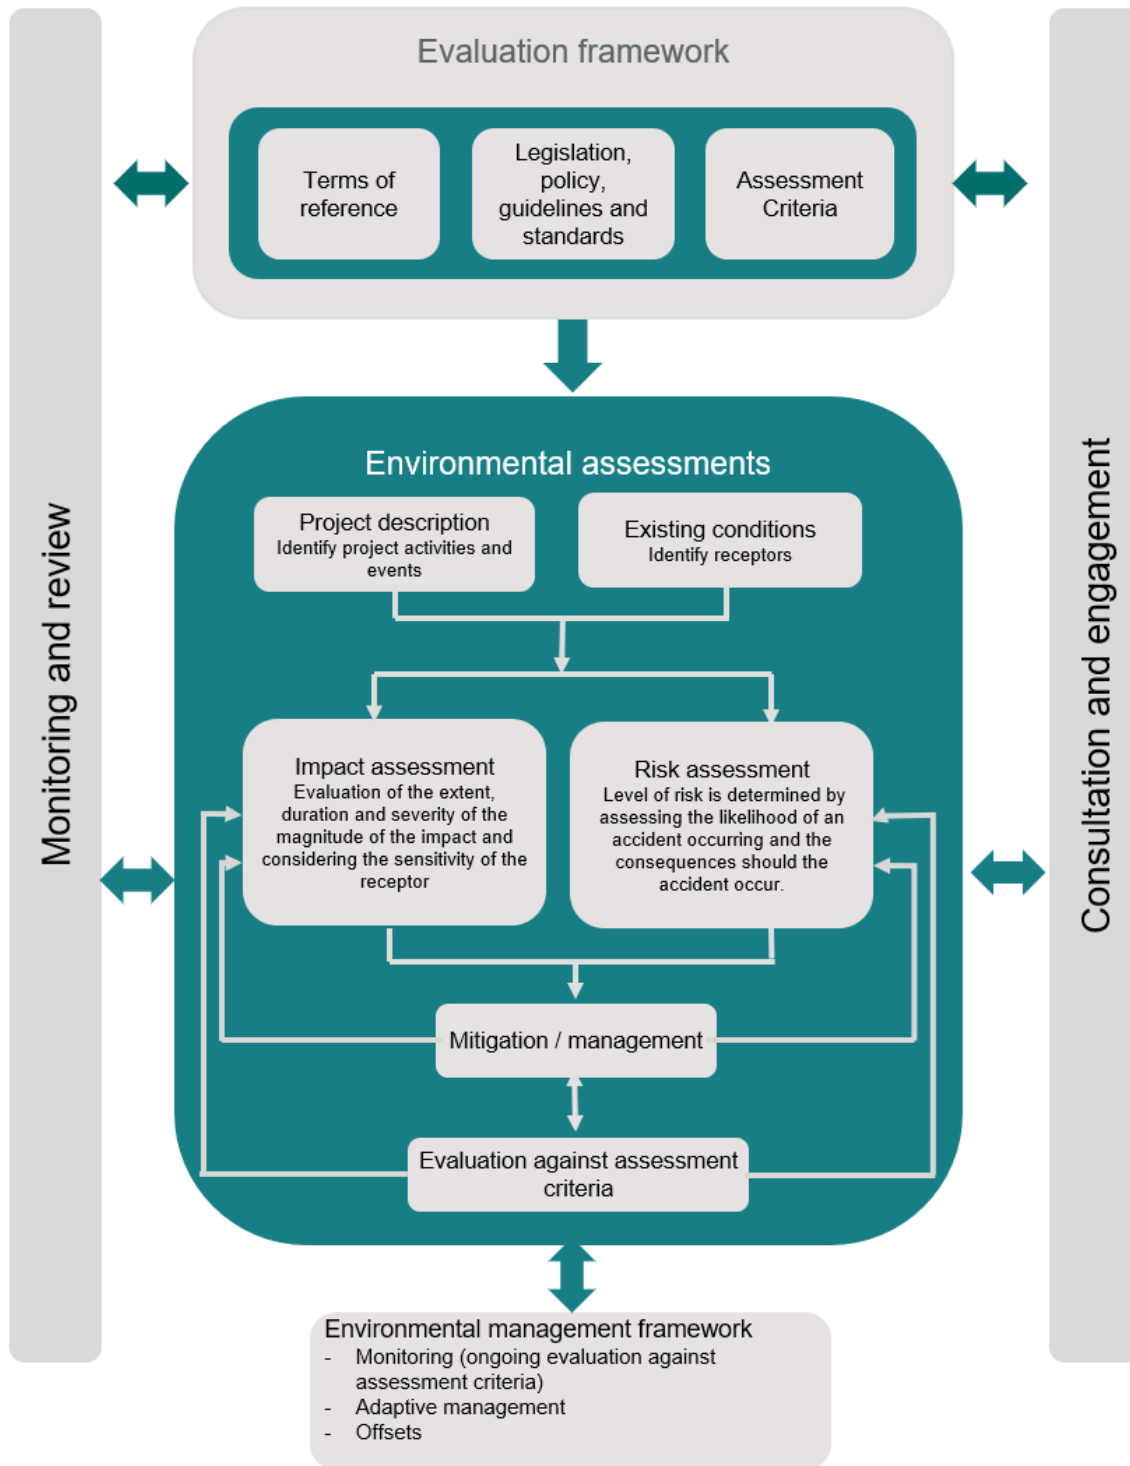 Evaluation framework
Terms of
reference
Legislation,
policy,
guidelines and
standards
Assessment
Criteria
Monitoring and review
Consultation and engagement
Environmental assessments
Project description
Identify project activities and
events
Existing conditions
Identify receptors
Impact assessment
Evaluation of the extent,
duration and severity of the
magnitude of the impact and
considering the sensitivity of the
receptor
Risk assessment
Level of risk is determined by
assessing the likelihood of an
accident occurring and the
consequences should the
accident occur.
Mitigation / management
Evaluation against assessment
criteria
Environmental management framework
- Monitoring (ongoing evaluation against
assessment criteria)
- Adaptive management
- Offsets